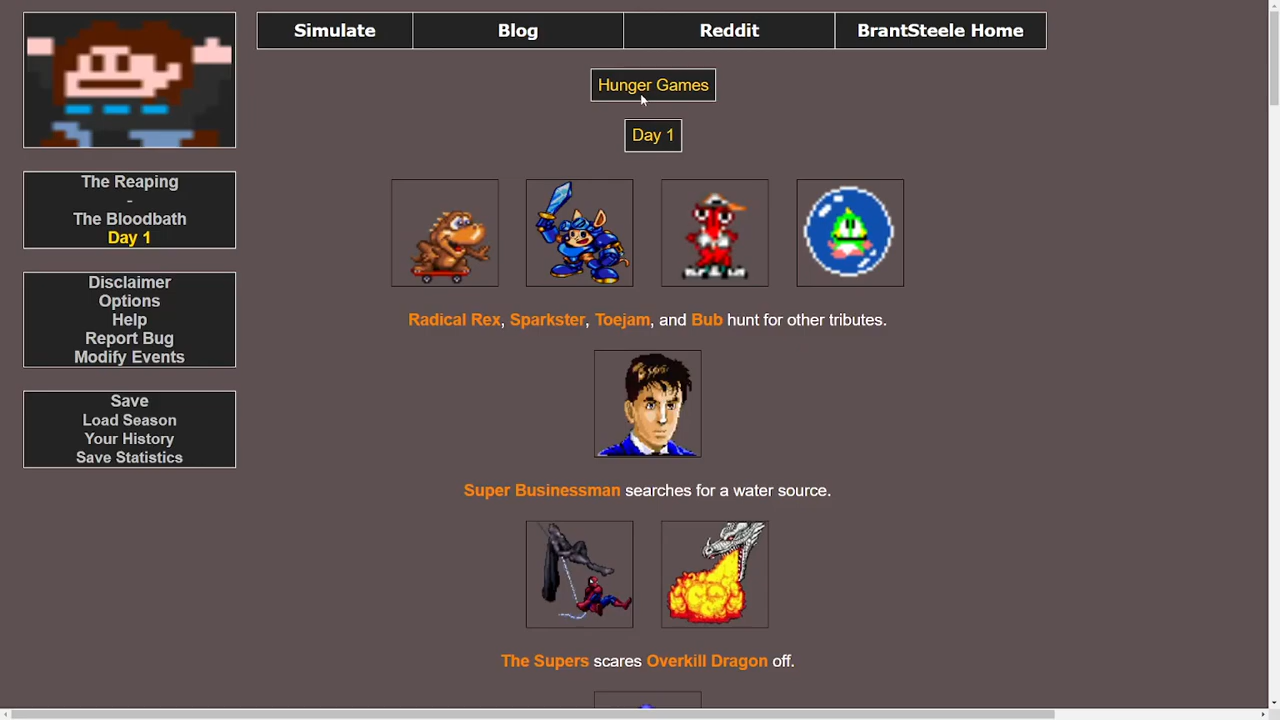 Simulate
Blog
Reddit
BrantSteele Home
The Reaping
-
The Bloodbath
Day 1
Disclaimer
Options
Help
Report Bug
Modify Events
Save
Load Season
Your History
Save Statistics
Hunger Games
Day 1
Radical Rex, Sparkster, Toejam, and Bub hunt for other tributes.
Super Businessman searches for a water source.
The Supers scares Overkill Dragon off.